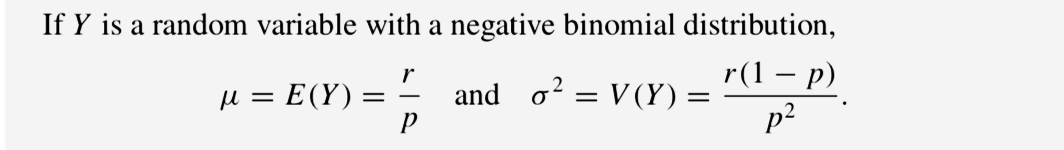 If Y is a random variable with a negative binomial distribution,
μ = E(Y) = r/p and σ² = V(Y) = r(1 − p)/p².